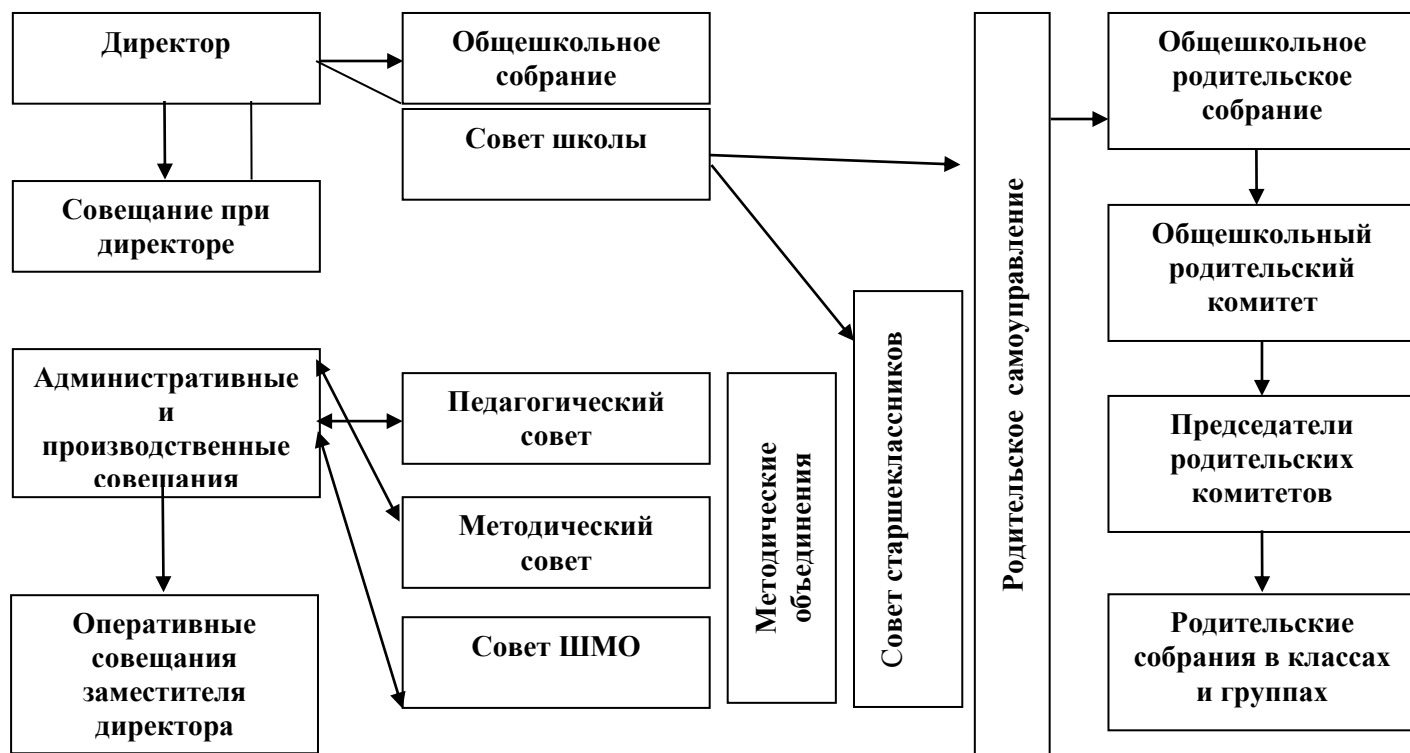 Директор
Общешкольное
собрание
Совет школы
Совещание при
директоре
Административные
и
производственные
совещания
Оперативные
совещания
заместителя
директора
Педагогический
совет
Методический
совет
Совет ШМО
Методические
объединения
Совет старшеклассников
Родительское самоуправление
Общешкольное
родительское
собрание
Общешкольный
родительский
комитет
Председатели
родительских
комитетов
Родительские
собрания в классах
и группах